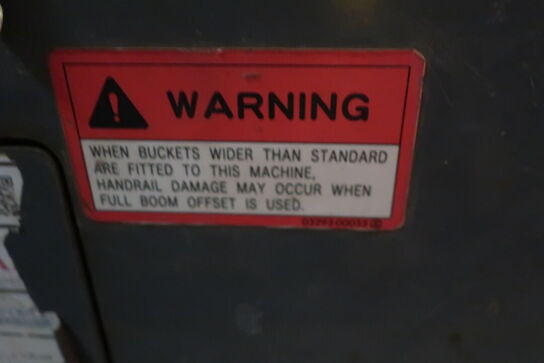 WARNING
WHEN BUCKETS WIDER THAN STANDARD
ARE FITTED TO THIS MACHINE,
HANDRAIL DAMAGE MAY OCCUR WHEN
FULL BOOM OFFSET IS USED.